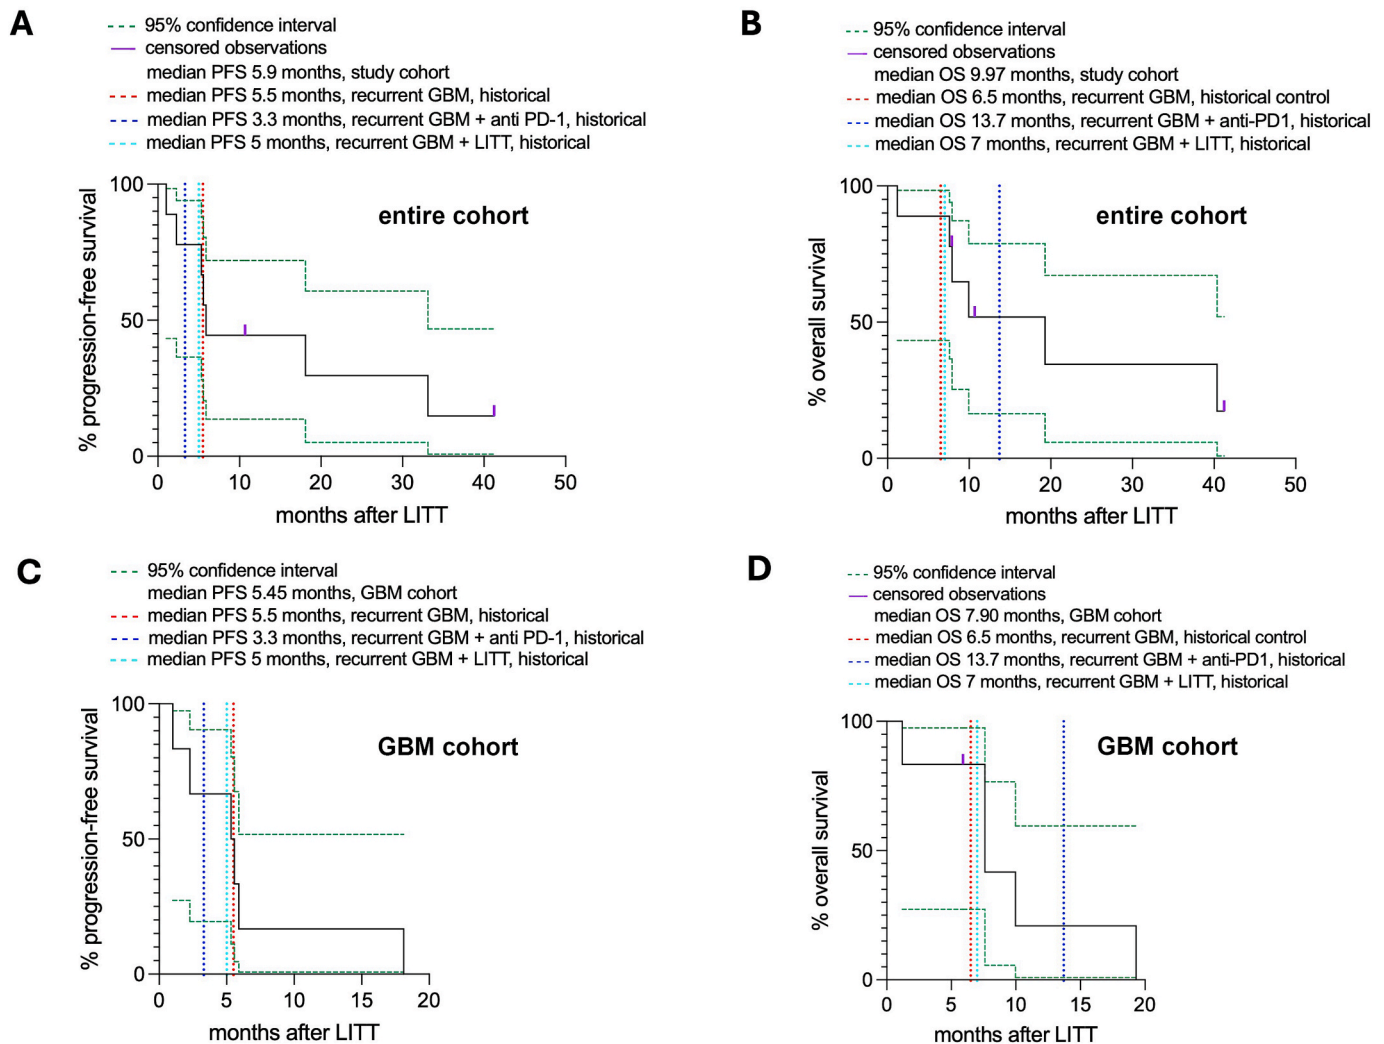 A
95% confidence interval
censored observations
median PFS 5.9 months, study cohort
median PFS 5.5 months, recurrent GBM, historical
median PFS 3.3 months, recurrent GBM + anti PD-1, historical
median PFS 5 months, recurrent GBM + LITT, historical
entire cohort
% progression-free survival
100
50
0
0 10 20 30 40 50
months after LITT
B
95% confidence interval
censored observations
median OS 9.97 months, study cohort
median OS 6.5 months, recurrent GBM, historical control
median OS 13.7 months, recurrent GBM + anti-PD1, historical
median OS 7 months, recurrent GBM + LITT, historical
entire cohort
% overall survival
100
50
0
0 10 20 30 40 50
months after LITT
C
95% confidence interval
median PFS 5.45 months, GBM cohort
median PFS 5.5 months, recurrent GBM, historical
median PFS 3.3 months, recurrent GBM + anti PD-1, historical
median PFS 5 months, recurrent GBM + LITT, historical
GBM cohort
% progression-free survival
100
50
0
0 5 10 15 20
months after LITT
D
95% confidence interval
censored observations
median OS 7.90 months, GBM cohort
median OS 6.5 months, recurrent GBM, historical control
median OS 13.7 months, recurrent GBM + anti-PD1, historical
median OS 7 months, recurrent GBM + LITT, historical
GBM cohort
% overall survival
100
50
0
0 5 10 15 20
months after LITT